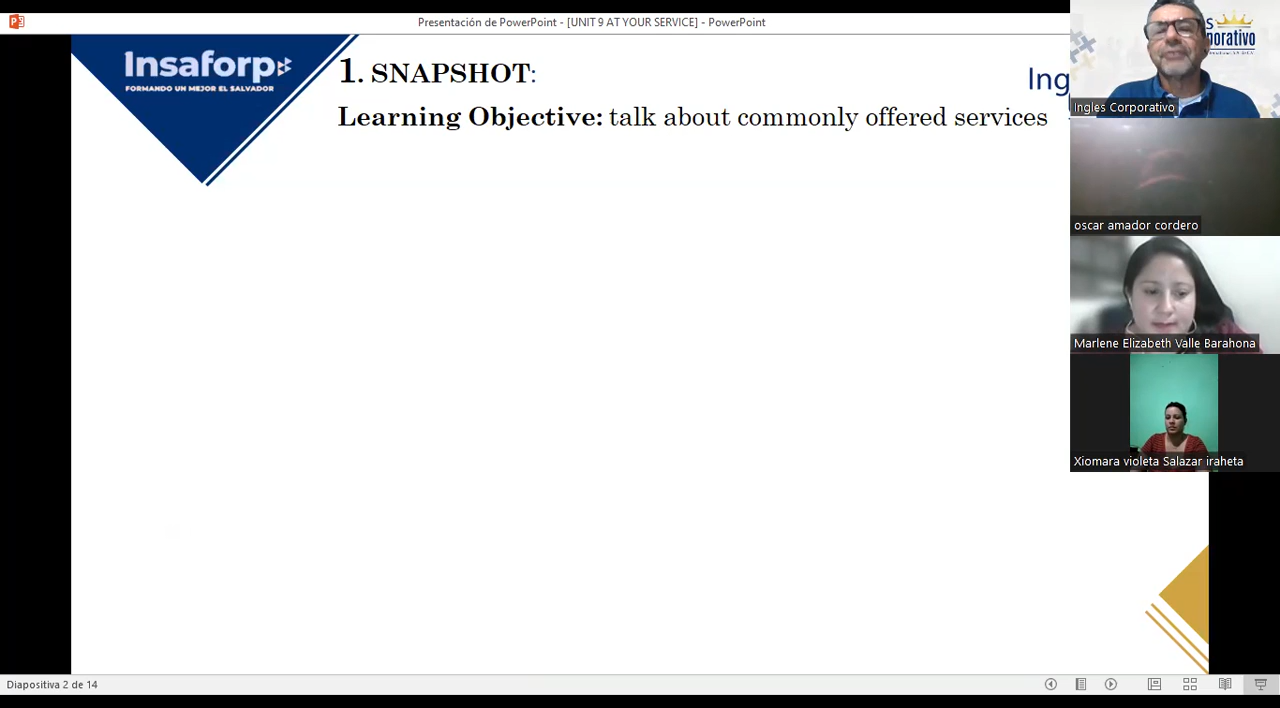 Presentación de PowerPoint - [UNIT 9 AT YOUR SERVICE] - PowerPoint
Insaforp
FORMANDO UN MEJOR EL SALVADOR
1. SNAPSHOT:
Learning Objective: talk about commonly offered services
Ing
orporativo
Ingles Corporativo
oscar amador cordero
Marlene Elizabeth Valle Barahona
Xiomara violeta Salazar iraheta
Diapositiva 2 de 14